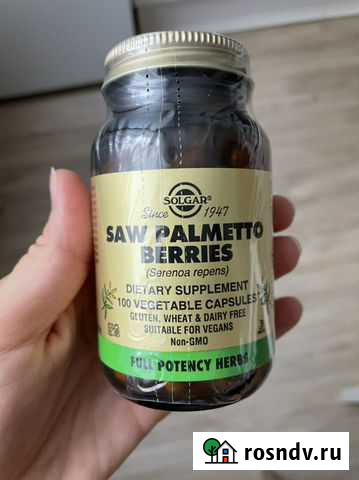 SOLGAR®
Since 1947
SAW PALMETTO
BERRIES
(Serenoa repens)
DIETARY SUPPLEMENT
100 VEGETABLE CAPSULES
GLUTEN, WHEAT & DAIRY FREE
SUITABLE FOR VEGANS
Non-GMO
FULL POTENCY HERBS
rosndv.ru